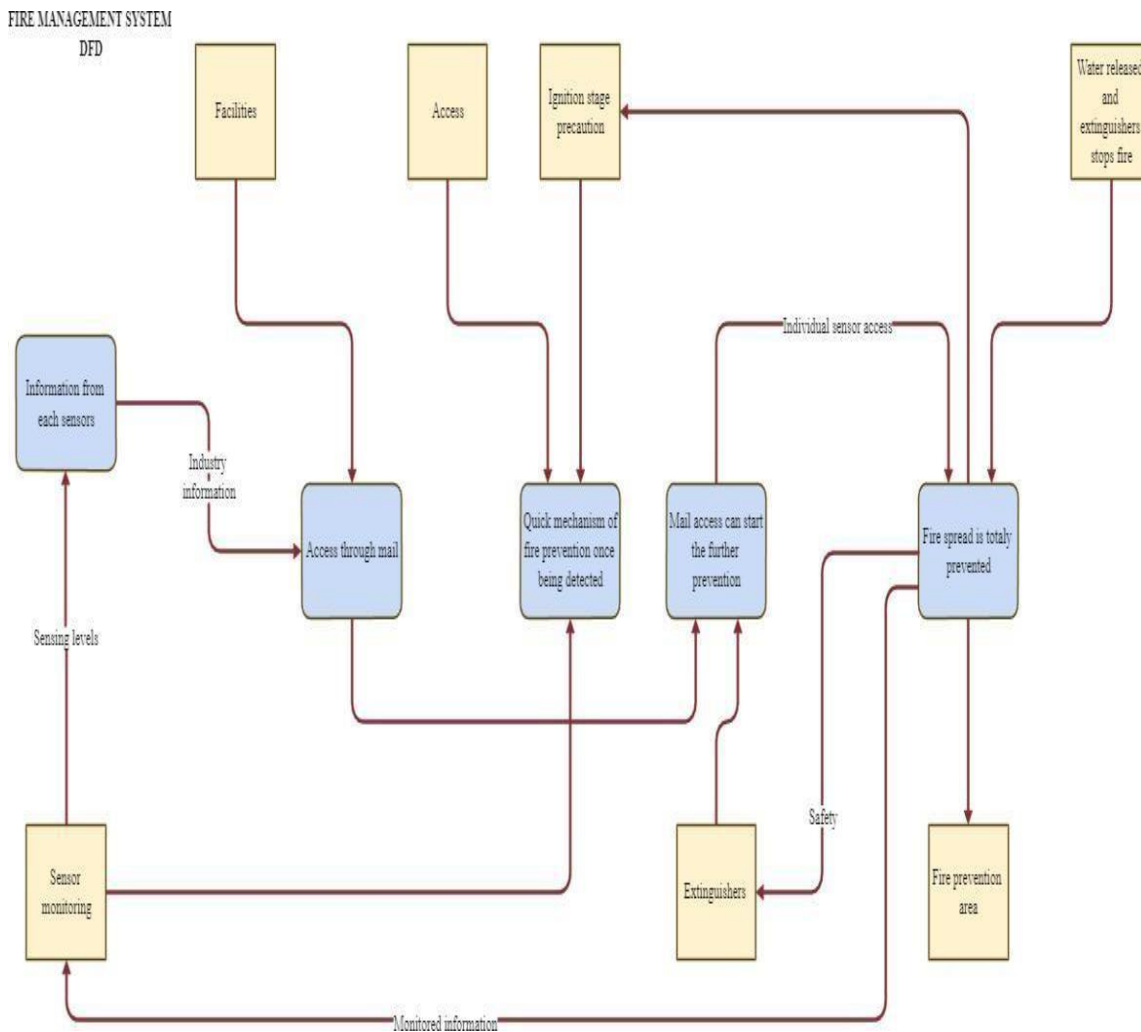 FIRE MANAGEMENT SYSTEM
DFD
Facilities
Access
Ignition stage
precaution
Water released
and
extinguishers
stops fire
Individual sensor access
Information from
each sensors
Industry
information
Access through mail
Quick mechanism of
fire prevention once
being detected
Mail access can start
the further
prevention
Fire spread is totaly
prevented
Sensing levels
Safety
Sensor
monitoring
Extinguishers
Fire prevention
area
Monitored information